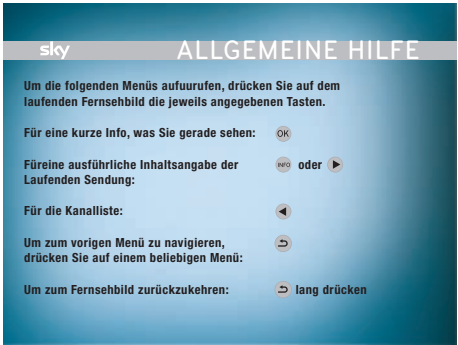 sky ALLGEMEINE HILFE
Um die folgenden Menüs aufuurufen, drücken Sie auf dem
laufenden Fernsehbild die jeweils angegebenen Tasten.
Für eine kurze Info, was Sie gerade sehen: OK
Füreine ausführliche Inhaltsangabe der INFO oder
Laufenden Sendung:
Für die Kanalliste:
Um zum vorigen Menü zu navigieren,
drücken Sie auf einem beliebigen Menü:
Um zum Fernsehbild zurückzukehren: lang drücken